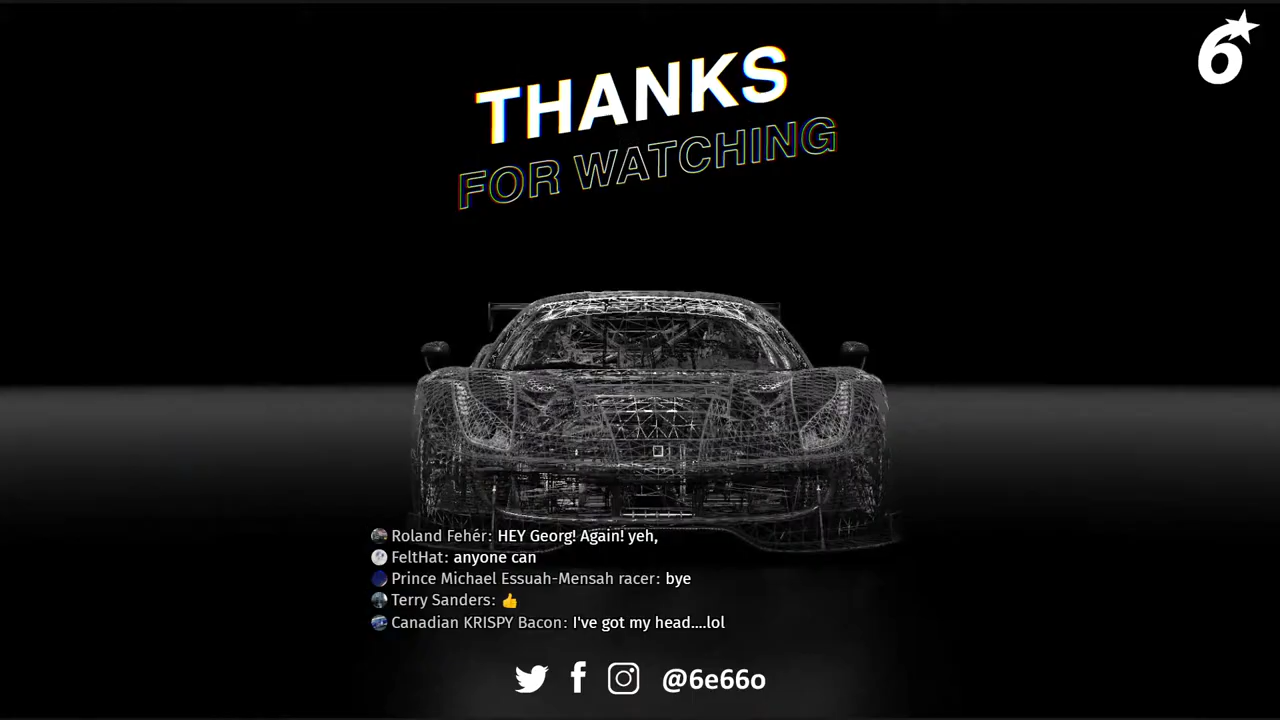 6
THANKS
FOR WATCHING
Roland Fehér: HEY Georg! Again! yeh,
FeltHat: anyone can
Prince Michael Essuah-Mensah racer: bye
Terry Sanders: 👍
Canadian KRISPY Bacon: I've got my head....lol
@6e66o